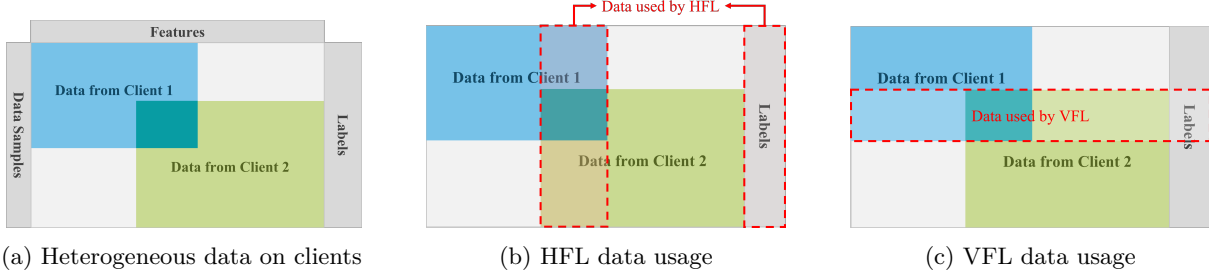 Features
Data Samples
Data from Client 1
Data from Client 2
Labels
(a) Heterogeneous data on clients
Data used by HFL
Data from Client 1
Data from Client 2
Labels
(b) HFL data usage
Data from Client 1
Data used by VFL
Data from Client 2
Labels
(c) VFL data usage